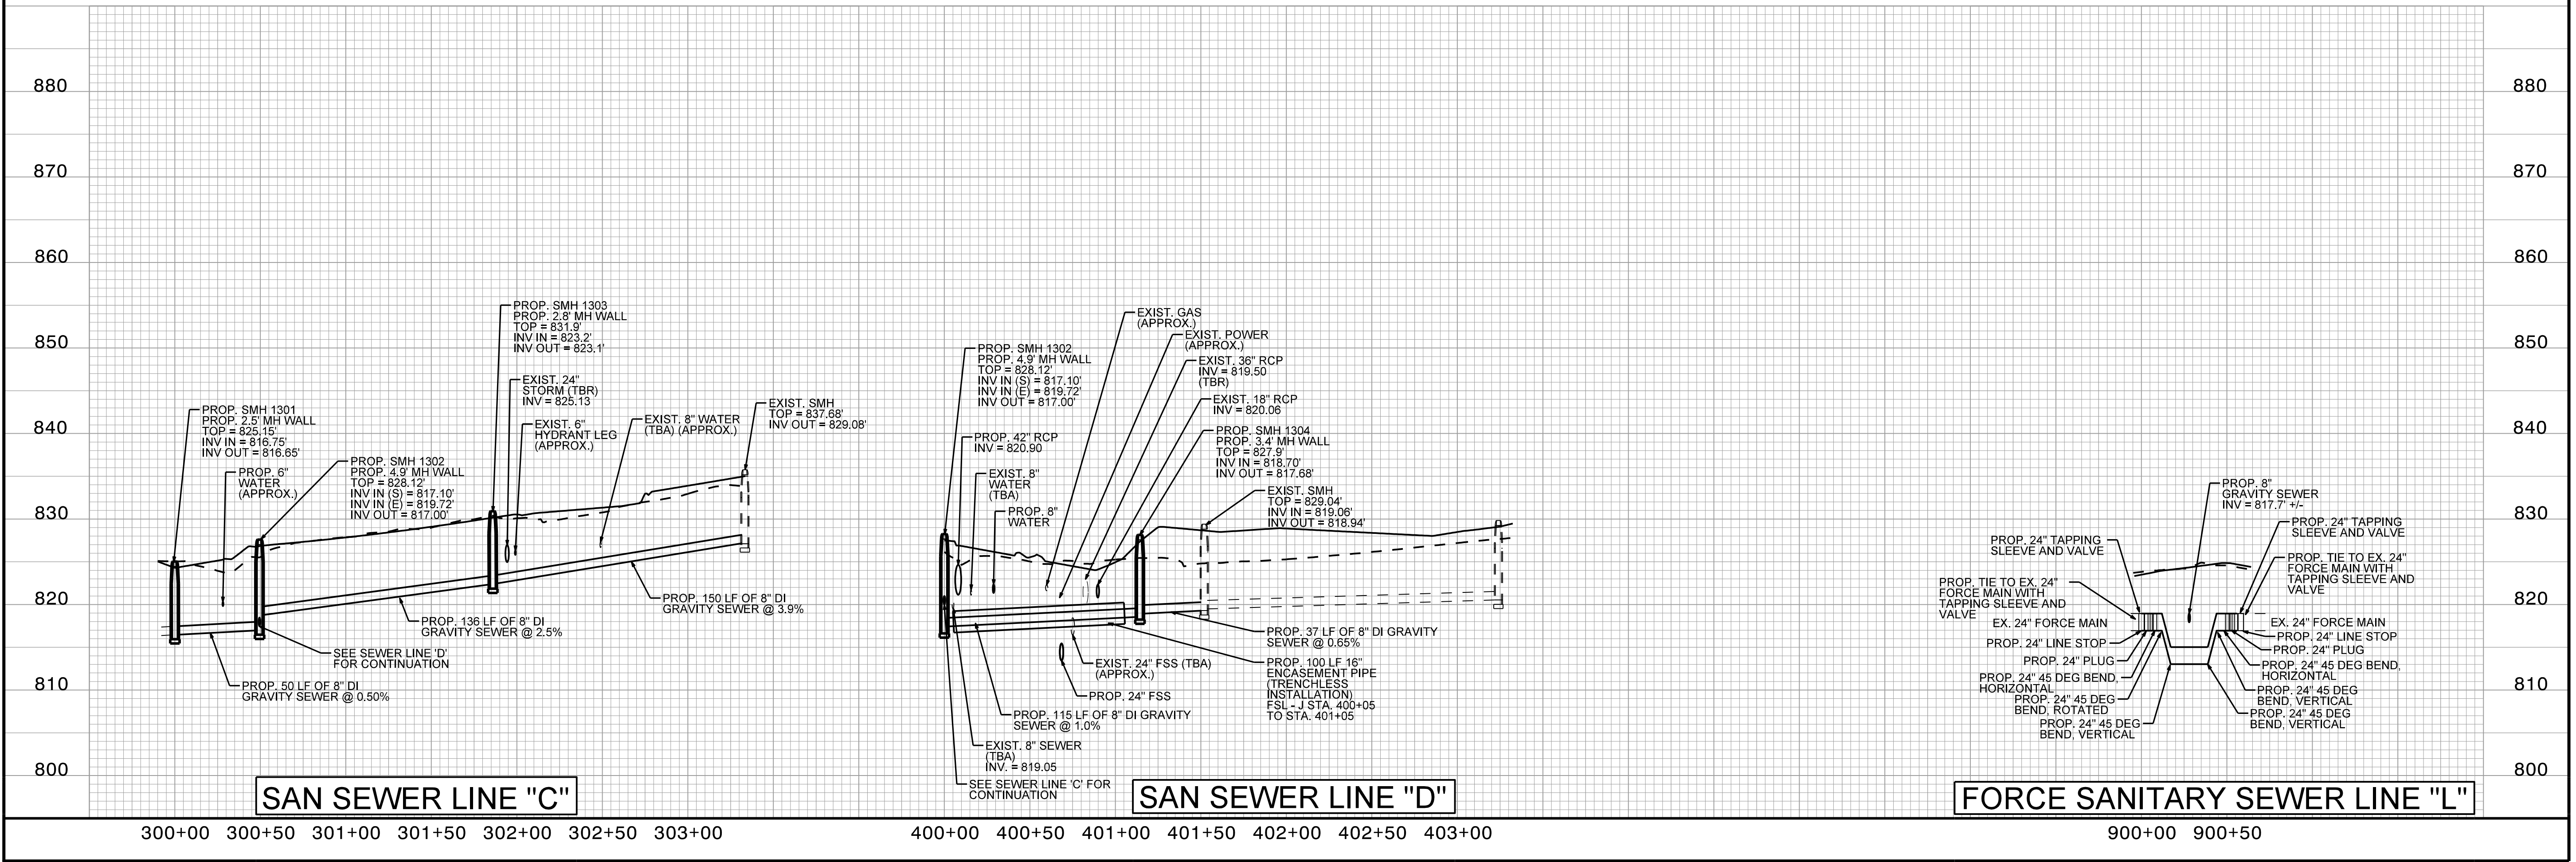 880
870
860
850
840
830
820
810
800
PROP. SMH 1301
PROP. 2.5' MH WALL
TOP = 825.15'
INV IN = 816.75'
INV OUT = 816.65'
PROP. 6"
WATER
(APPROX.)
PROP. SMH 1302
PROP. 4.9' MH WALL
TOP = 828.12'
INV IN (S) = 817.10'
INV IN (E) = 819.72'
INV OUT = 817.00'
PROP. SMH 1303
PROP. 2.8' MH WALL
TOP = 831.9'
INV IN = 823.2'
INV OUT = 823.1'
EXIST. 24"
STORM (TBR)
INV = 825.13
EXIST. 6"
HYDRANT LEG
(APPROX.)
EXIST. 8" WATER
(TBA) (APPROX.)
EXIST. SMH
TOP = 837.68'
INV OUT = 829.08'
PROP. 150 LF OF 8" DI
GRAVITY SEWER @ 3.9%
PROP. 136 LF OF 8" DI
GRAVITY SEWER @ 2.5%
SEE SEWER LINE 'D'
FOR CONTINUATION
PROP. 50 LF OF 8" DI
GRAVITY SEWER @ 0.50%
SAN SEWER LINE "C"
300+00 300+50 301+00 301+50 302+00 302+50 303+00
PROP. SMH 1302
PROP. 4.9' MH WALL
TOP = 828.12'
INV IN (S) = 817.10'
INV IN (E) = 819.72'
INV OUT = 817.00'
PROP. 42" RCP
INV = 820.90
EXIST. 8"
WATER
(TBA)
PROP. 8"
WATER
EXIST. GAS
(APPROX.)
EXIST. POWER
(APPROX.)
EXIST. 36" RCP
INV = 819.50
(TBR)
EXIST. 18" RCP
INV = 820.06
PROP. SMH 1304
PROP. 3.4' MH WALL
TOP = 827.9'
INV IN = 818.70'
INV OUT = 817.68'
EXIST. SMH
TOP = 829.04'
INV IN = 819.06'
INV OUT = 818.94'
PROP. 37 LF OF 8" DI GRAVITY
SEWER @ 0.65%
PROP. 100 LF 16"
ENCASEMENT PIPE
(TRENCHLESS
INSTALLATION)
FSL - J STA. 400+05
TO STA. 401+05
EXIST. 24" FSS (TBA)
(APPROX.)
PROP. 24" FSS
PROP. 115 LF OF 8" DI GRAVITY
SEWER @ 1.0%
EXIST. 8" SEWER
(TBA)
INV. = 819.05
SEE SEWER LINE 'C' FOR
CONTINUATION
SAN SEWER LINE "D"
400+00 400+50 401+00 401+50 402+00 402+50 403+00
PROP. 8"
GRAVITY SEWER
INV = 817.7' +/-
PROP. 24" TAPPING
SLEEVE AND VALVE
PROP. TIE TO EX. 24"
FORCE MAIN WITH
TAPPING SLEEVE AND
VALVE
EX. 24" FORCE MAIN
PROP. 24" LINE STOP
PROP. 24" PLUG
PROP. 24" 45 DEG BEND,
HORIZONTAL
PROP. 24" 45 DEG
BEND, ROTATED
PROP. 24" 45 DEG
BEND, VERTICAL
PROP. 24" TAPPING
SLEEVE AND VALVE
PROP. TIE TO EX. 24"
FORCE MAIN WITH
TAPPING SLEEVE AND
VALVE
EX. 24" FORCE MAIN
PROP. 24" LINE STOP
PROP. 24" PLUG
PROP. 24" 45 DEG BEND,
HORIZONTAL
PROP. 24" 45 DEG
BEND, VERTICAL
PROP. 24" 45 DEG
BEND, VERTICAL
FORCE SANITARY SEWER LINE "L"
900+00 900+50
880
870
860
850
840
830
820
810
800